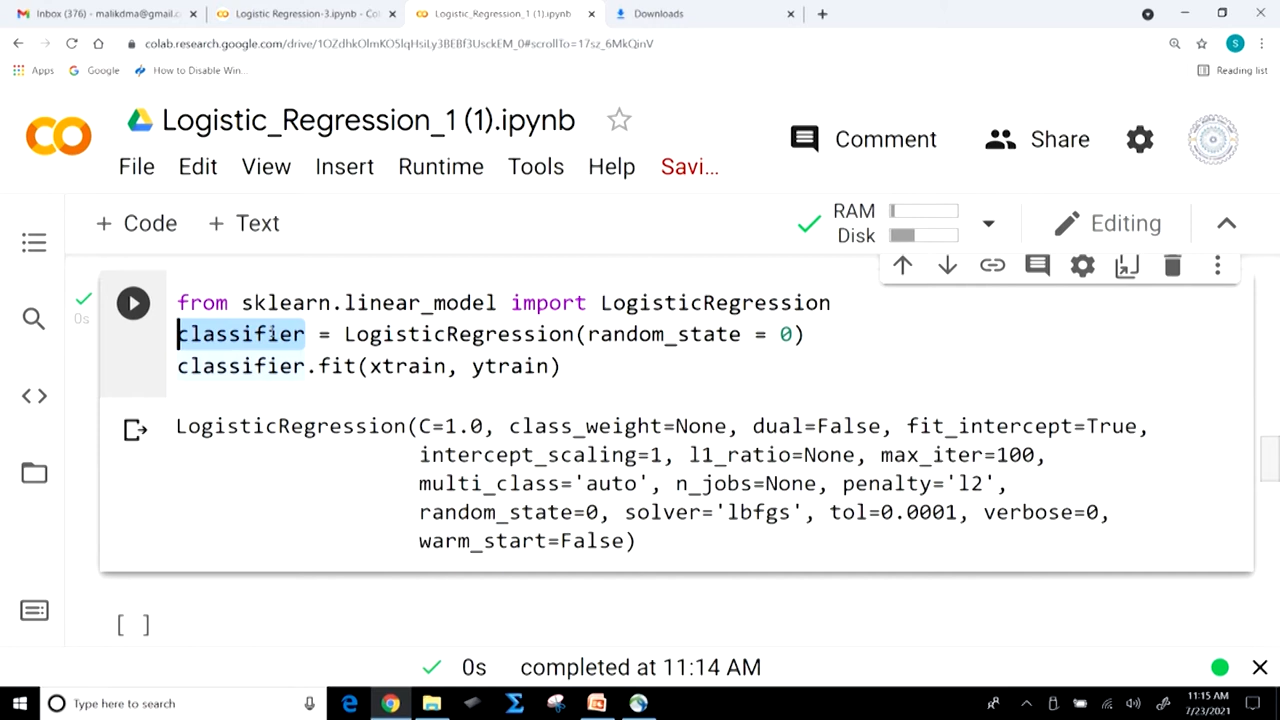 Inbox (376) - malikdma@gmail.c
Logistic Regression-3.ipynb - Col
Logistic_Regression_1 (1).ipynb
Downloads
colab.research.google.com/drive/1OZdhkOlmKO5lqHsiLy3BEBf3UsckEM_0#scrollTo=17sz_6MkQinV
Apps
Google
How to Disable Win...
Reading list
Logistic_Regression_1 (1).ipynb
Comment
Share
File Edit View Insert Runtime Tools Help Savi...
+ Code + Text
RAM
Disk
Editing
from sklearn.linear_model import LogisticRegression
0s
classifier = LogisticRegression(random_state = 0)
classifier.fit(xtrain, ytrain)
LogisticRegression(C=1.0, class_weight=None, dual=False, fit_intercept=True,
intercept_scaling=1, l1_ratio=None, max_iter=100,
multi_class='auto', n_jobs=None, penalty='l2',
random_state=0, solver='lbfgs', tol=0.0001, verbose=0,
warm_start=False)
[ ]
0s completed at 11:14 AM
Type here to search
11:15 AM
7/23/2021
S